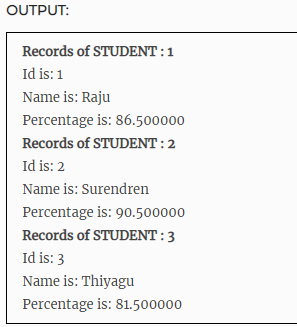 OUTPUT:
Records of STUDENT : 1
Id is: 1
Name is: Raju
Percentage is: 86.500000
Records of STUDENT : 2
Id is: 2
Name is: Surendren
Percentage is: 90.500000
Records of STUDENT : 3
Id is: 3
Name is: Thiyagu
Percentage is: 81.500000